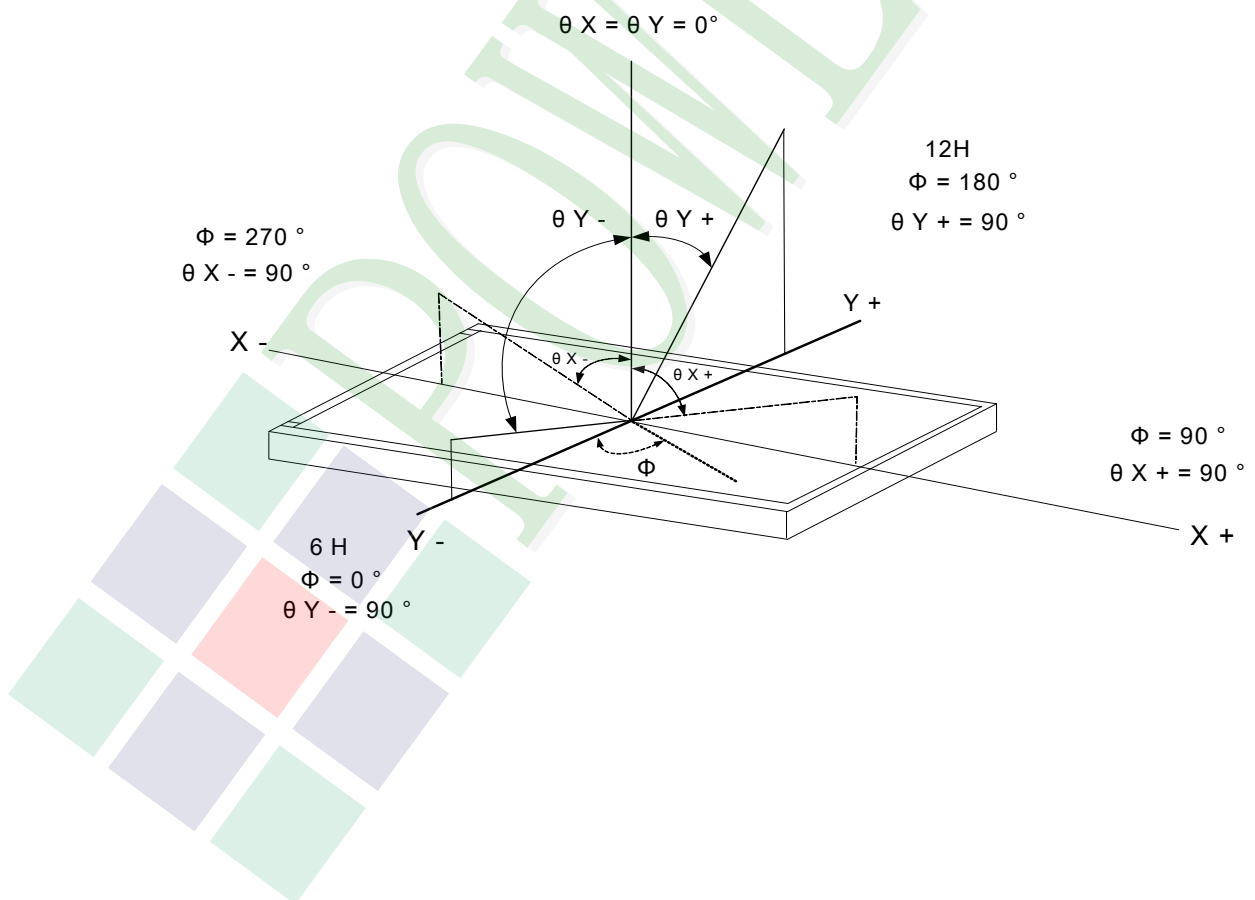 θ X = θ Y = 0°
12H
Φ = 180 °
θ Y + = 90 °
θ Y -
θ Y +
Φ = 270 °
θ X - = 90 °
Y +
X -
θ X -
θ X +
Φ = 90 °
θ X + = 90 °
Φ
X +
Y -
6 H
Φ = 0 °
θ Y - = 90 °